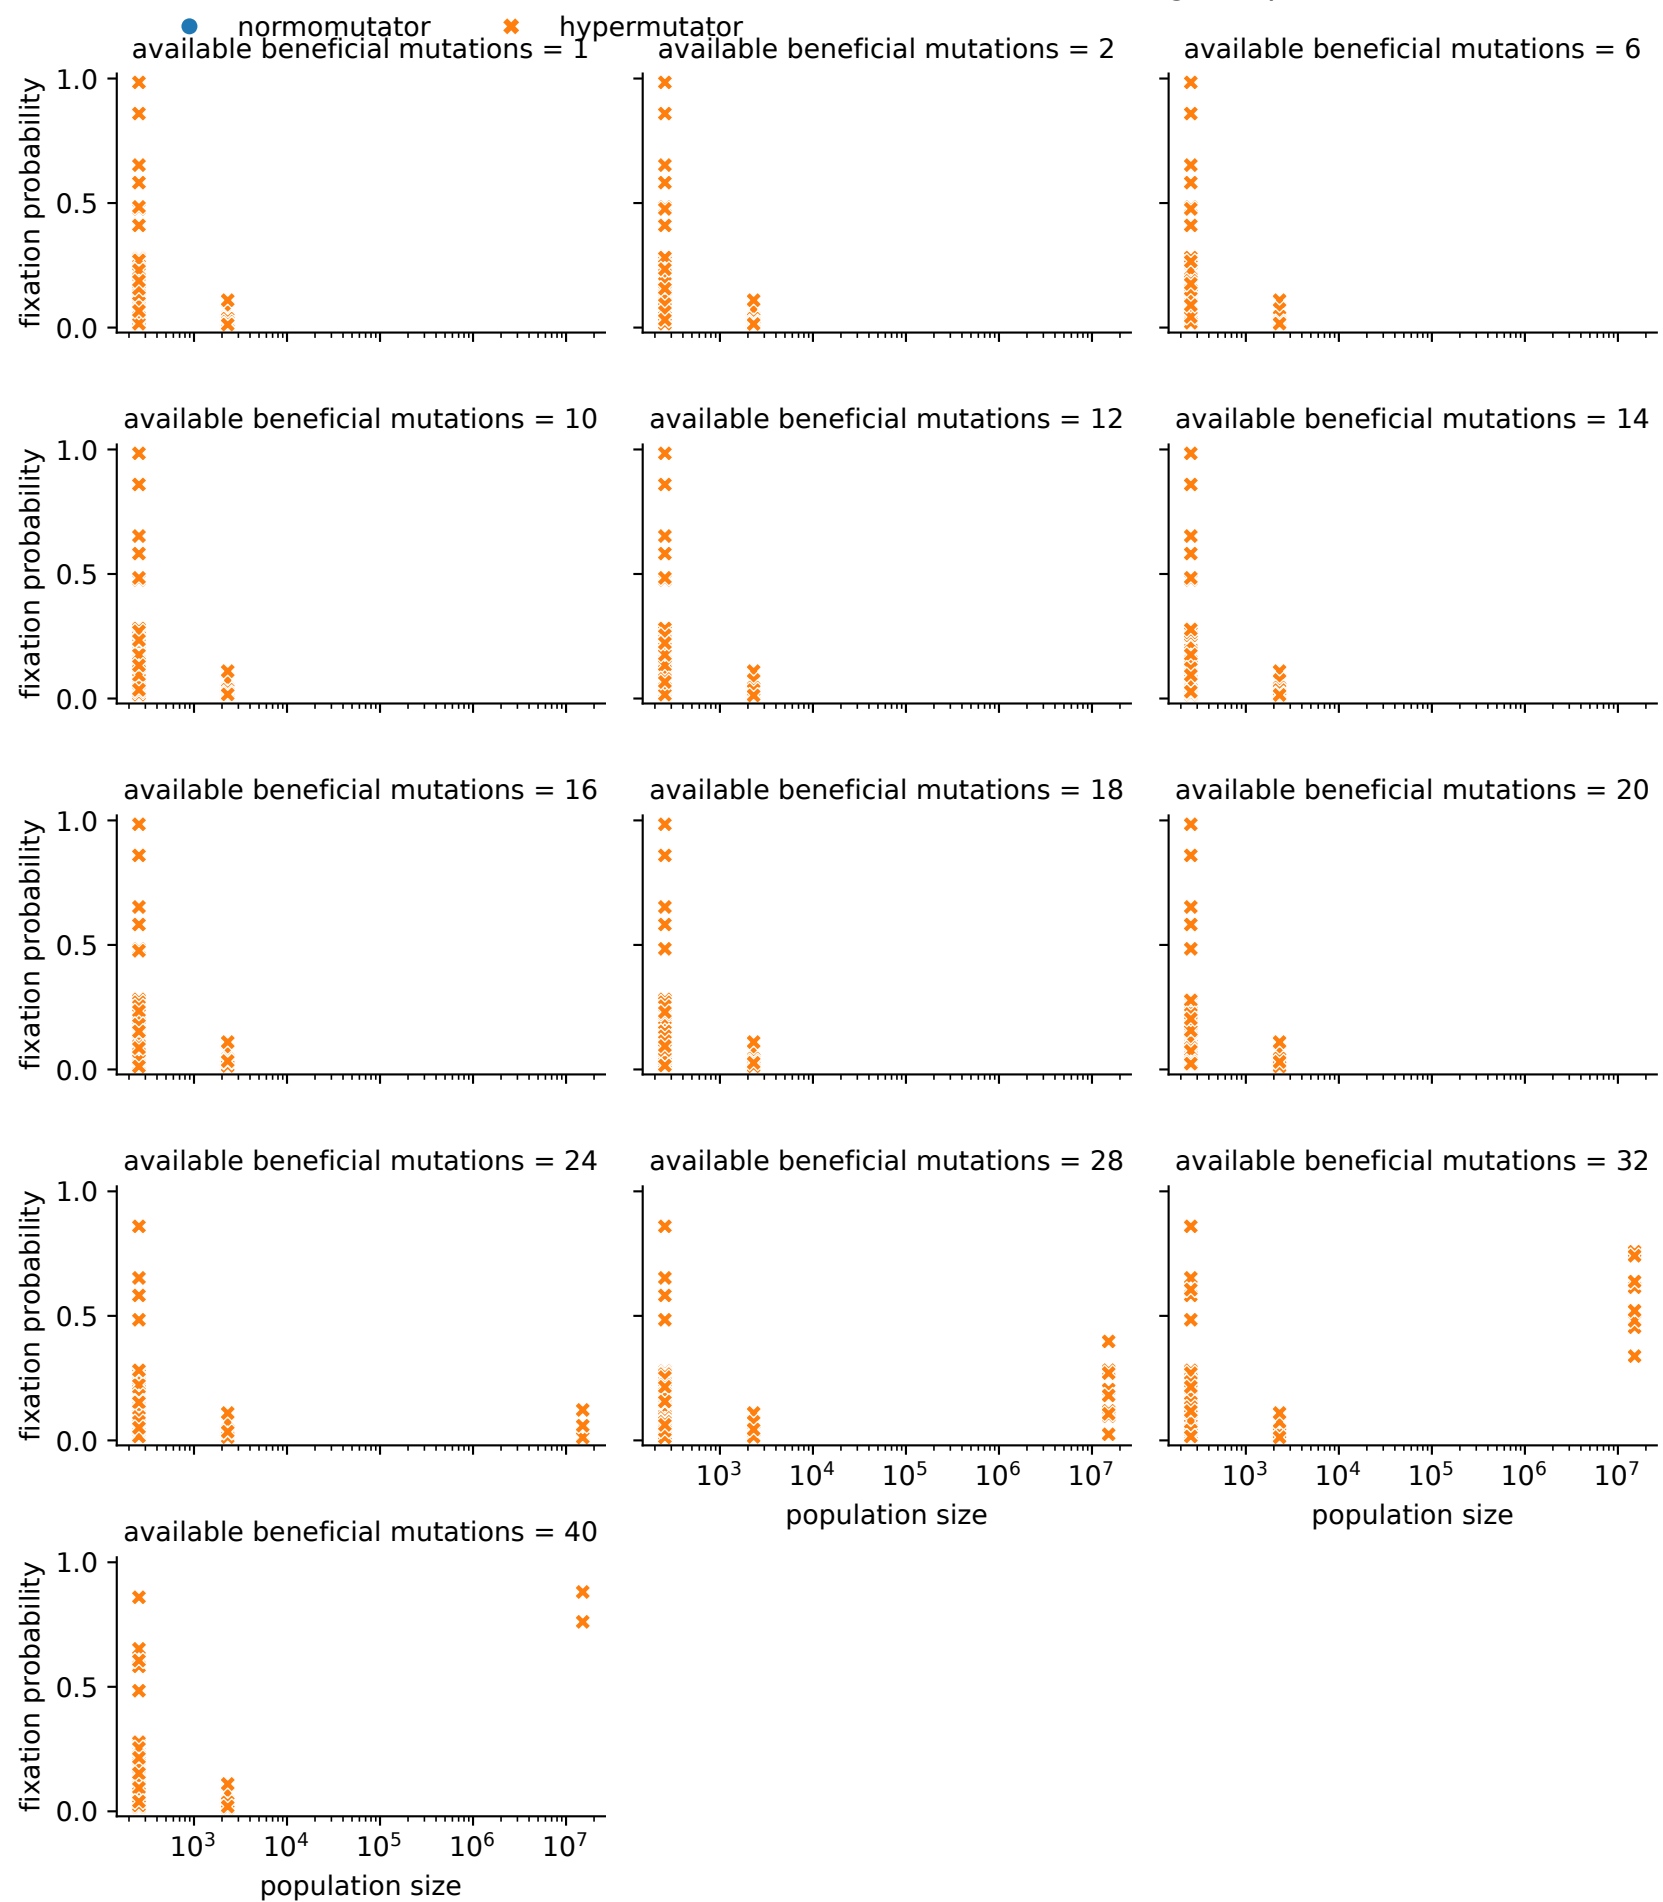 normomutator hypermutator
available beneficial mutations = 1 available beneficial mutations = 2 available beneficial mutations = 6
fixation probability
1.0
0.5
0.0
available beneficial mutations = 10 available beneficial mutations = 12 available beneficial mutations = 14
fixation probability
1.0
0.5
0.0
available beneficial mutations = 16 available beneficial mutations = 18 available beneficial mutations = 20
fixation probability
1.0
0.5
0.0
available beneficial mutations = 24 available beneficial mutations = 28 available beneficial mutations = 32
fixation probability
1.0
0.5
0.0
10³ 10⁴ 10⁵ 10⁶ 10⁷ 10³ 10⁴ 10⁵ 10⁶ 10⁷
population size population size
available beneficial mutations = 40
fixation probability
1.0
0.5
0.0
10³ 10⁴ 10⁵ 10⁶ 10⁷
population size